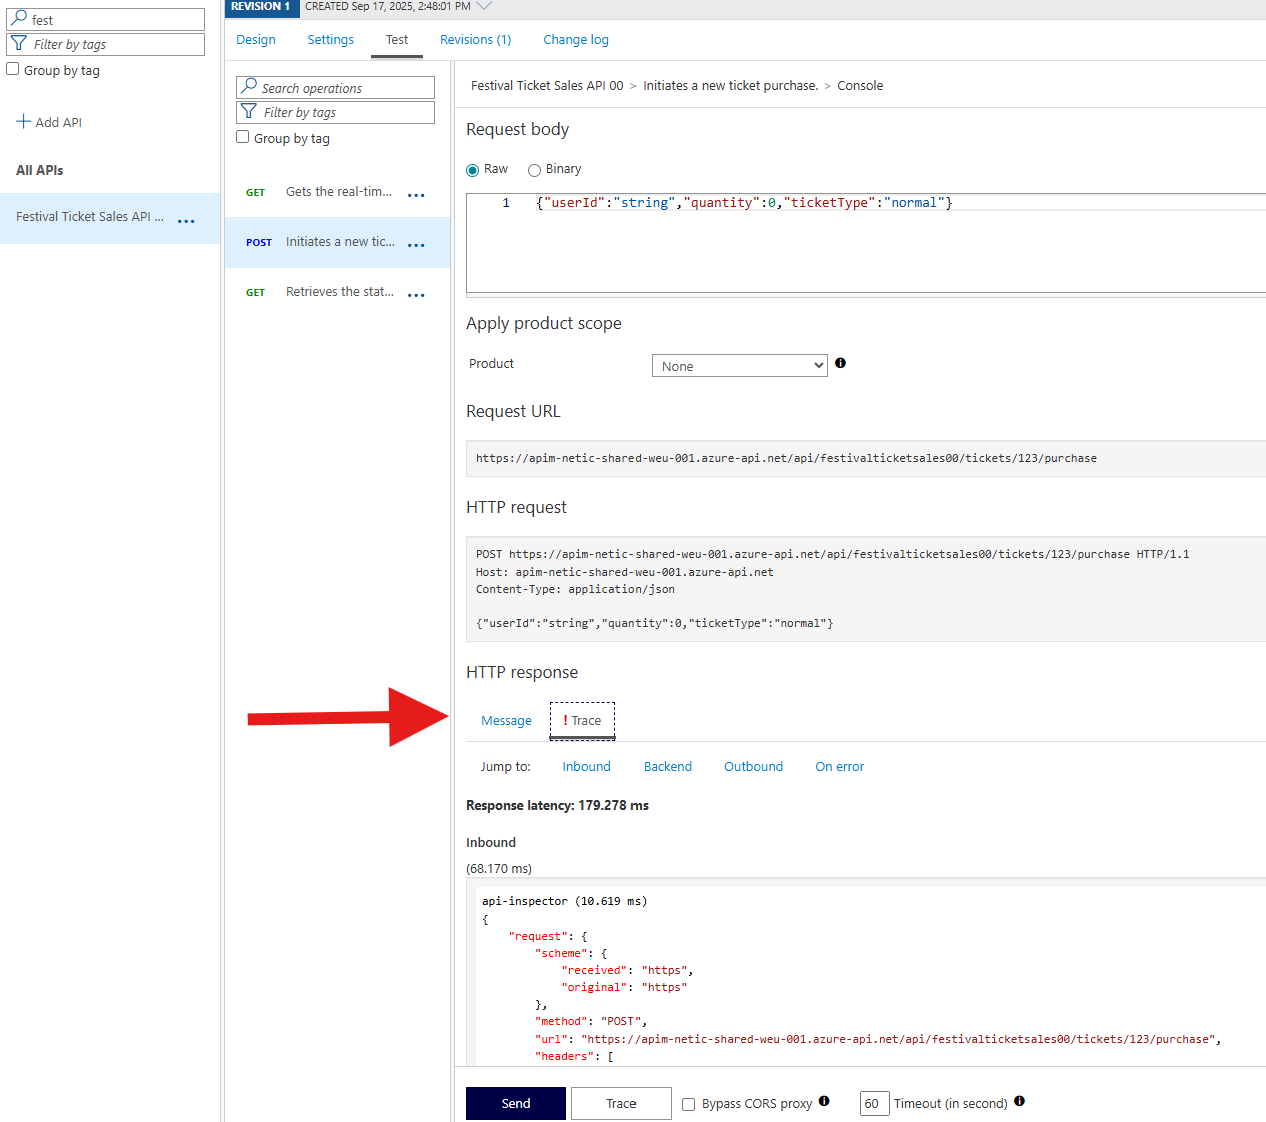 fest
Filter by tags
Group by tag
Add API
All APIs
Festival Ticket Sales API ... ...
REVISION 1 CREATED Sep 17, 2025, 2:48:01 PM
Design Settings Test Revisions (1) Change log
Search operations
Filter by tags
Group by tag
GET Gets the real-tim... ...
POST Initiates a new tic... ...
GET Retrieves the stat... ...
Festival Ticket Sales API 00 > Initiates a new ticket purchase. > Console
Request body
Raw Binary
1 {"userId":"string","quantity":0,"ticketType":"normal"}
Apply product scope
Product None
Request URL
https://apim-netic-shared-weu-001.azure-api.net/api/festivalticketsales00/tickets/123/purchase
HTTP request
POST https://apim-netic-shared-weu-001.azure-api.net/api/festivalticketsales00/tickets/123/purchase HTTP/1.1
Host: apim-netic-shared-weu-001.azure-api.net
Content-Type: application/json
{"userId":"string","quantity":0,"ticketType":"normal"}
HTTP response
Message ! Trace
Jump to: Inbound Backend Outbound On error
Response latency: 179.278 ms
Inbound
(68.170 ms)
api-inspector (10.619 ms)
{
"request": {
"scheme": {
"received": "https",
"original": "https"
},
"method": "POST",
"url": "https://apim-netic-shared-weu-001.azure-api.net/api/festivalticketsales00/tickets/123/purchase",
"headers": [
Send Trace Bypass CORS proxy 60 Timeout (in second)